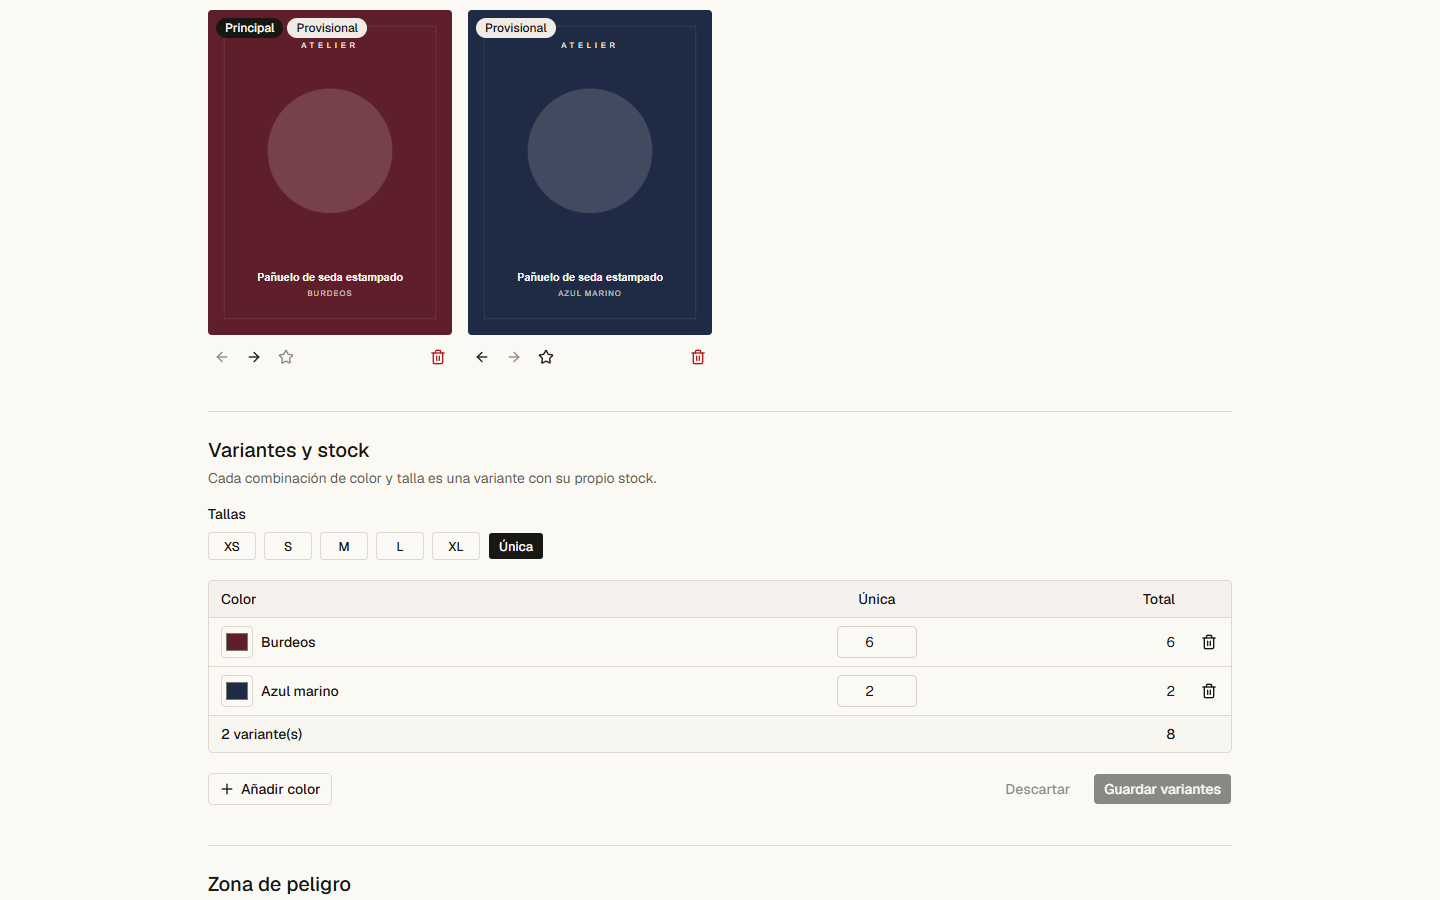 Principal Provisional
ATELIER
Pañuelo de seda estampado
BURDEOS
Provisional
ATELIER
Pañuelo de seda estampado
AZUL MARINO
Variantes y stock
Cada combinación de color y talla es una variante con su propio stock.
Tallas
XS S M L XL Única
Color Única Total
Burdeos 6 6
Azul marino 2 2
2 variante(s) 8
Añadir color Descartar Guardar variantes
Zona de peligro